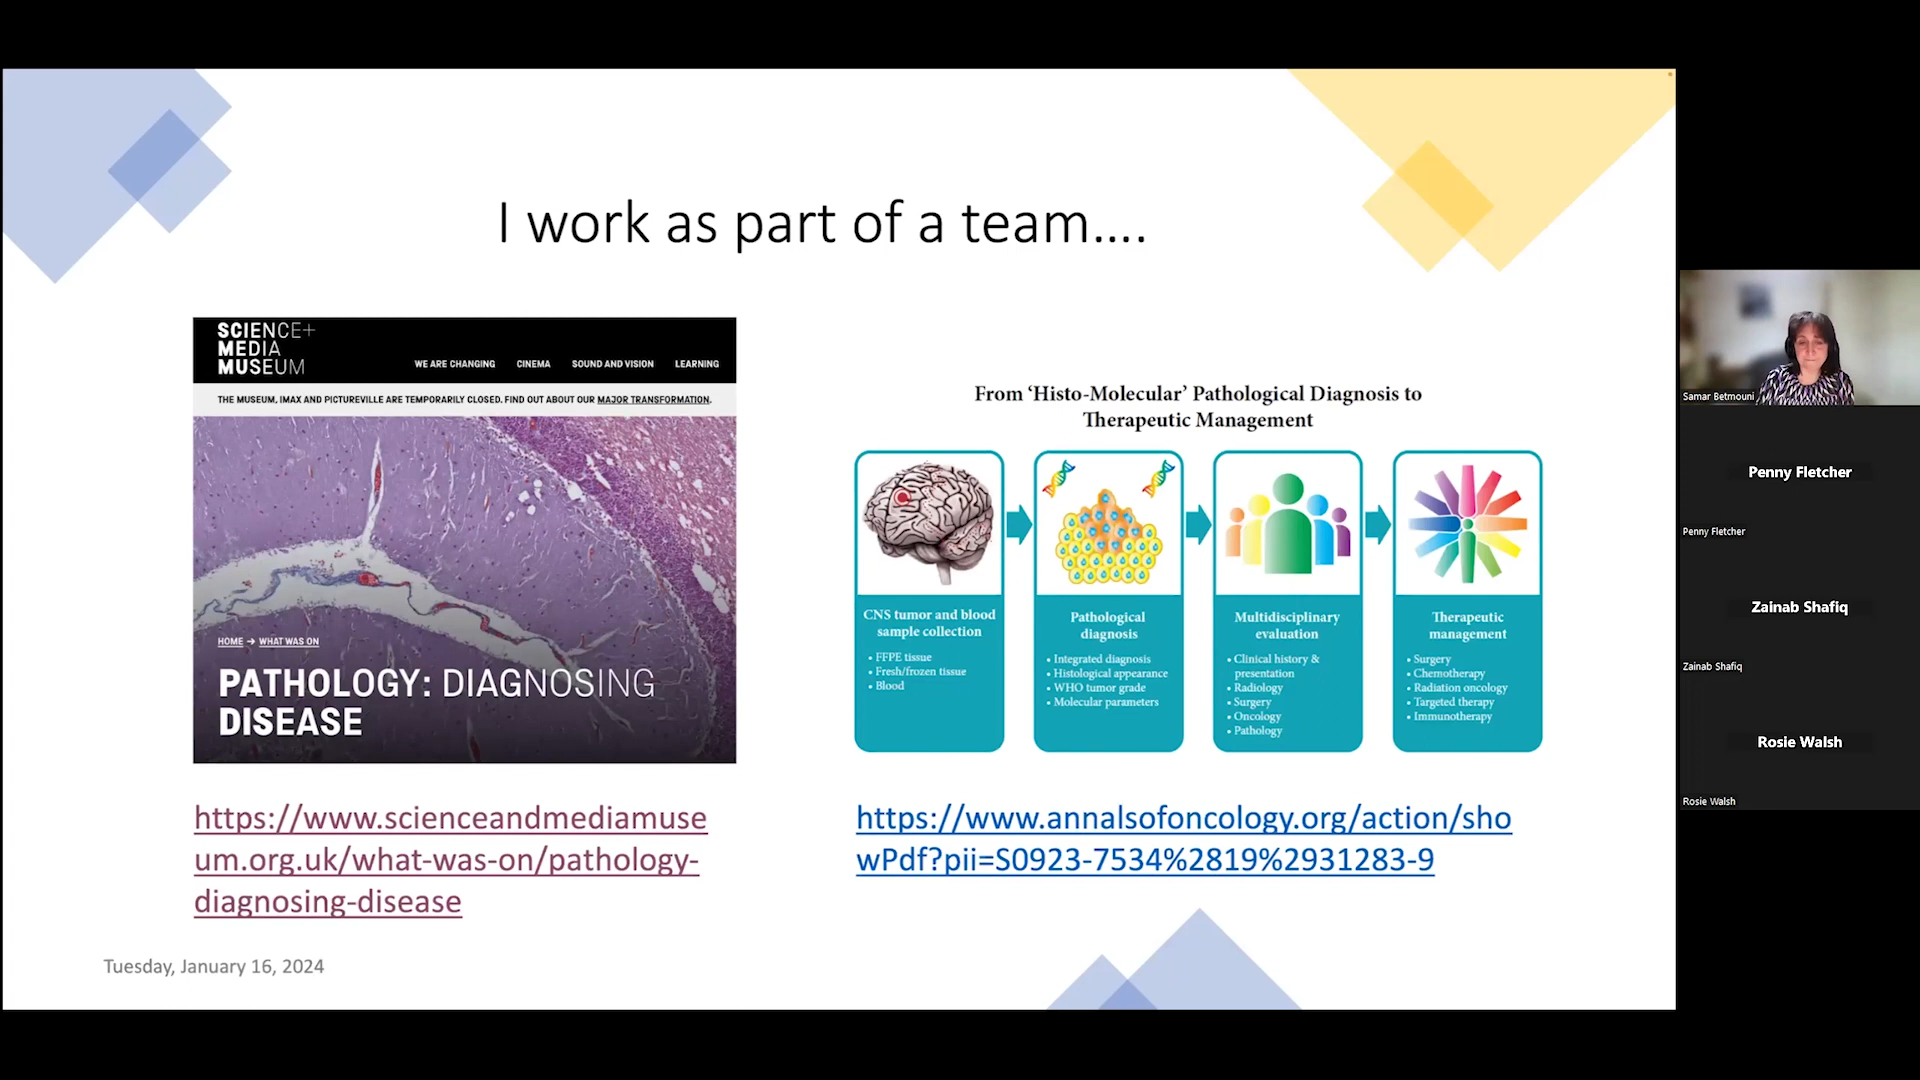 I work as part of a team....
SCIENCE+
MEDIA
MUSEUM
WE ARE CHANGING CINEMA SOUND AND VISION LEARNING
THE MUSEUM, IMAX AND PICTUREVILLE ARE TEMPORARILY CLOSED. FIND OUT ABOUT OUR MAJOR TRANSFORMATION.
HOME → WHAT WAS ON
PATHOLOGY: DIAGNOSING
DISEASE
https://www.scienceandmediamuse
um.org.uk/what-was-on/pathology-
diagnosing-disease
From ‘Histo-Molecular’ Pathological Diagnosis to
Therapeutic Management
CNS tumor and blood
sample collection
• FFPE tissue
• Fresh/frozen tissue
• Blood
Pathological
diagnosis
• Integrated diagnosis
• Histological appearance
• WHO tumor grade
• Molecular parameters
Multidisciplinary
evaluation
• Clinical history &
presentation
• Radiology
• Surgery
• Oncology
• Pathology
Therapeutic
management
• Surgery
• Chemotherapy
• Radiation oncology
• Targeted therapy
• Immunotherapy
https://www.annalsofoncology.org/action/sho
wPdf?pii=S0923-7534%2819%2931283-9
Tuesday, January 16, 2024
Samar Betmouni
Penny Fletcher
Penny Fletcher
Zainab Shafiq
Zainab Shafiq
Rosie Walsh
Rosie Walsh